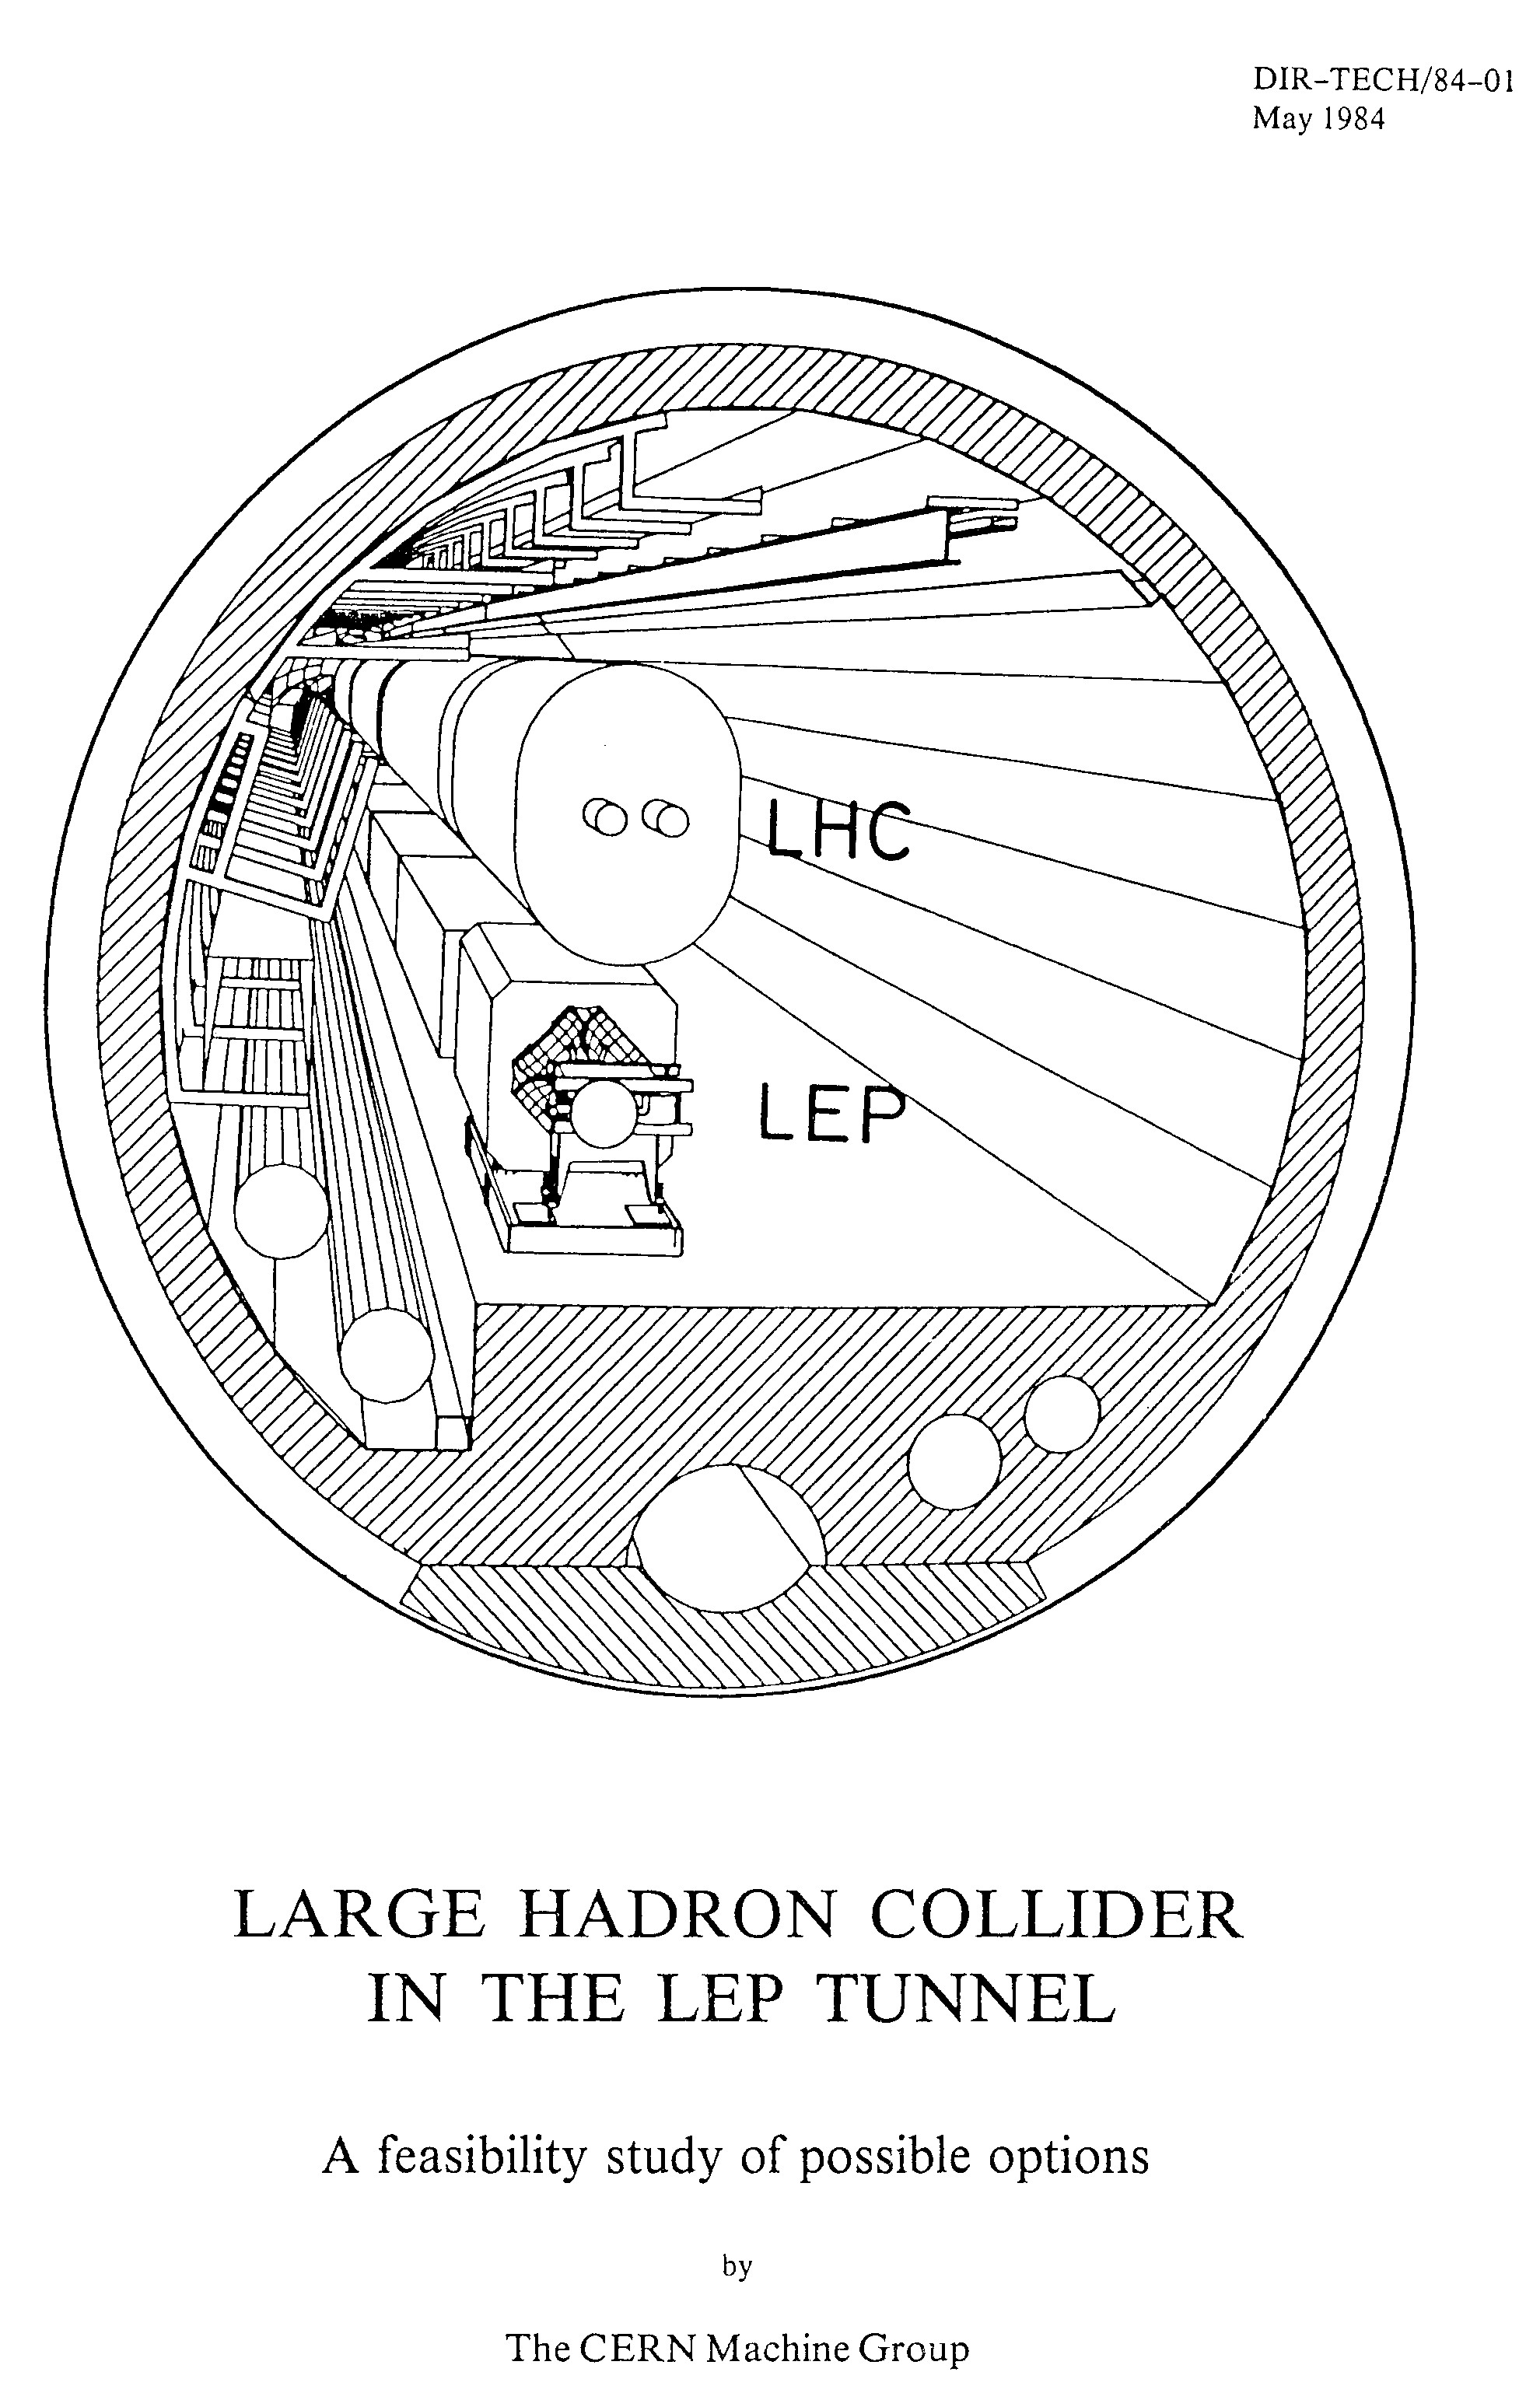 DIR-TECH/84-01
May 1984
LHC
LEP
LARGE HADRON COLLIDER
IN THE LEP TUNNEL
A feasibility study of possible options
by
The CERN Machine Group